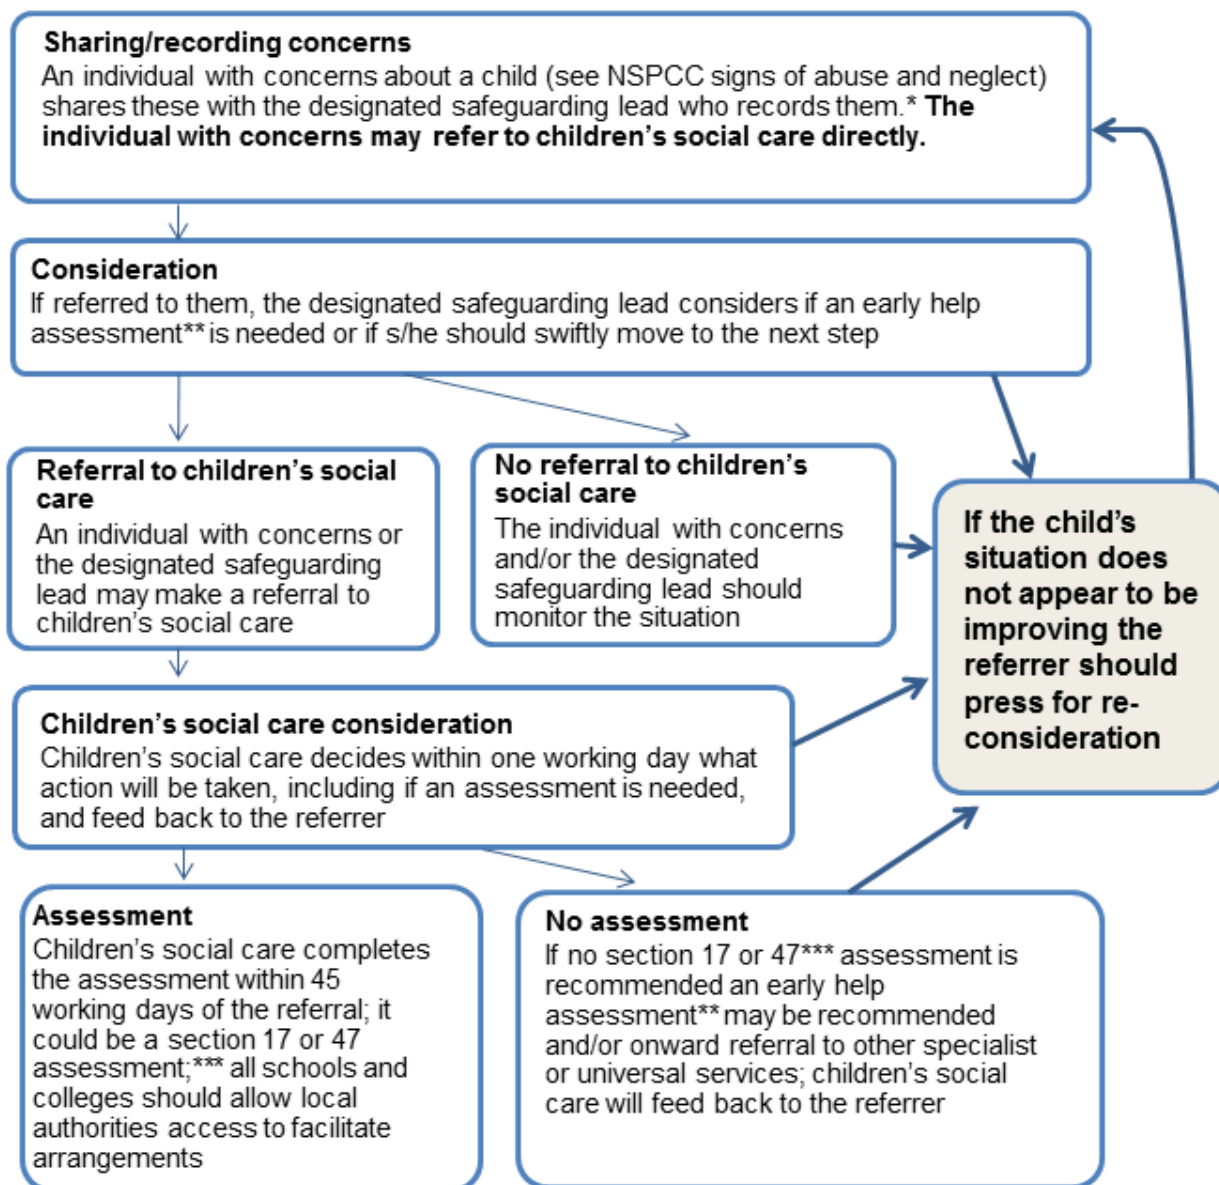 Sharing/recording concerns
An individual with concerns about a child (see NSPCC signs of abuse and neglect)
shares these with the designated safeguarding lead who records them.* The
individual with concerns may refer to children's social care directly.
Consideration
If referred to them, the designated safeguarding lead considers if an early help
assessment** is needed or if s/he should swiftly move to the next step
Referral to children's social
care
An individual with concerns or
the designated safeguarding
lead may make a referral to
children's social care
No referral to children's
social care
The individual with concerns
and/or the designated
safeguarding lead should
monitor the situation
If the child's
situation does
not appear to be
improving the
referrer should
press for re-
consideration
Children's social care consideration
Children's social care decides within one working day what
action will be taken, including if an assessment is needed,
and feed back to the referrer
Assessment
Children's social care completes
the assessment within 45
working days of the referral; it
could be a section 17 or 47
assessment;*** all schools and
colleges should allow local
authorities access to facilitate
arrangements
No assessment
If no section 17 or 47*** assessment is
recommended an early help
assessment** may be recommended
and/or onward referral to other specialist
or universal services; children's social
care will feed back to the referrer